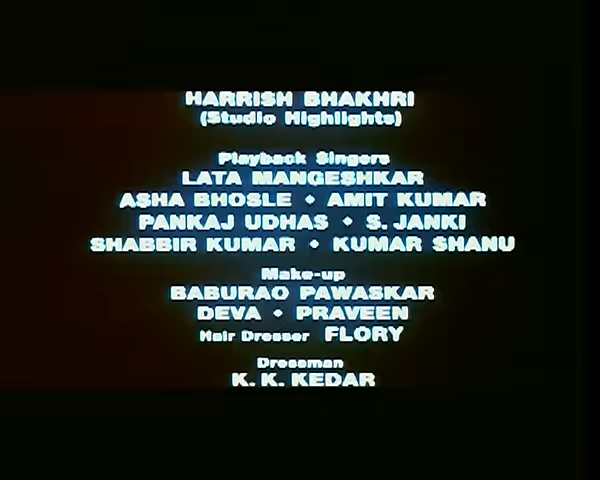 HARRISH BHAKHRI
(Studio Highlights)
Playback Singers
LATA MANGESHKAR
ASHA BHOSLE • AMIT KUMAR
PANKAJ UDHAS • S. JANKI
SHABBIR KUMAR • KUMAR SHANU
Make-up
BABURAO PAWASKAR
DEVA • PRAVEEN
Hair Dresser FLORY
Dressman
K. K. KEDAR